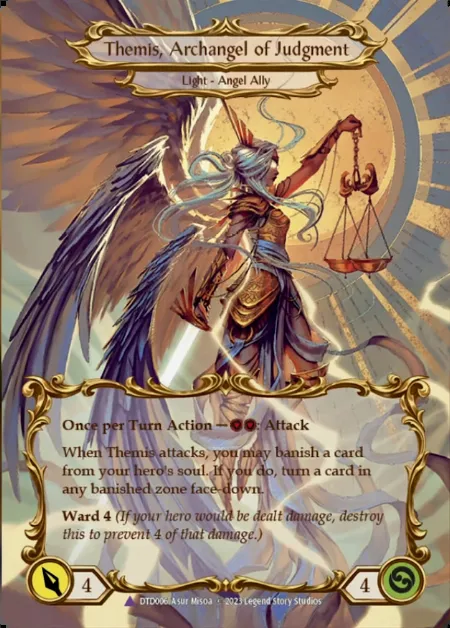 Themis, Archangel of Judgment
Light - Angel Ally
Once per Turn Action — : Attack
When Themis attacks, you may banish a card
from your hero's soul. If you do, turn a card in
any banished zone face-down.
Ward 4 (If your hero would be dealt damage, destroy
this to prevent 4 of that damage.)
4
4
DTD006 Asur Misoa © 2023 Legend Story Studios